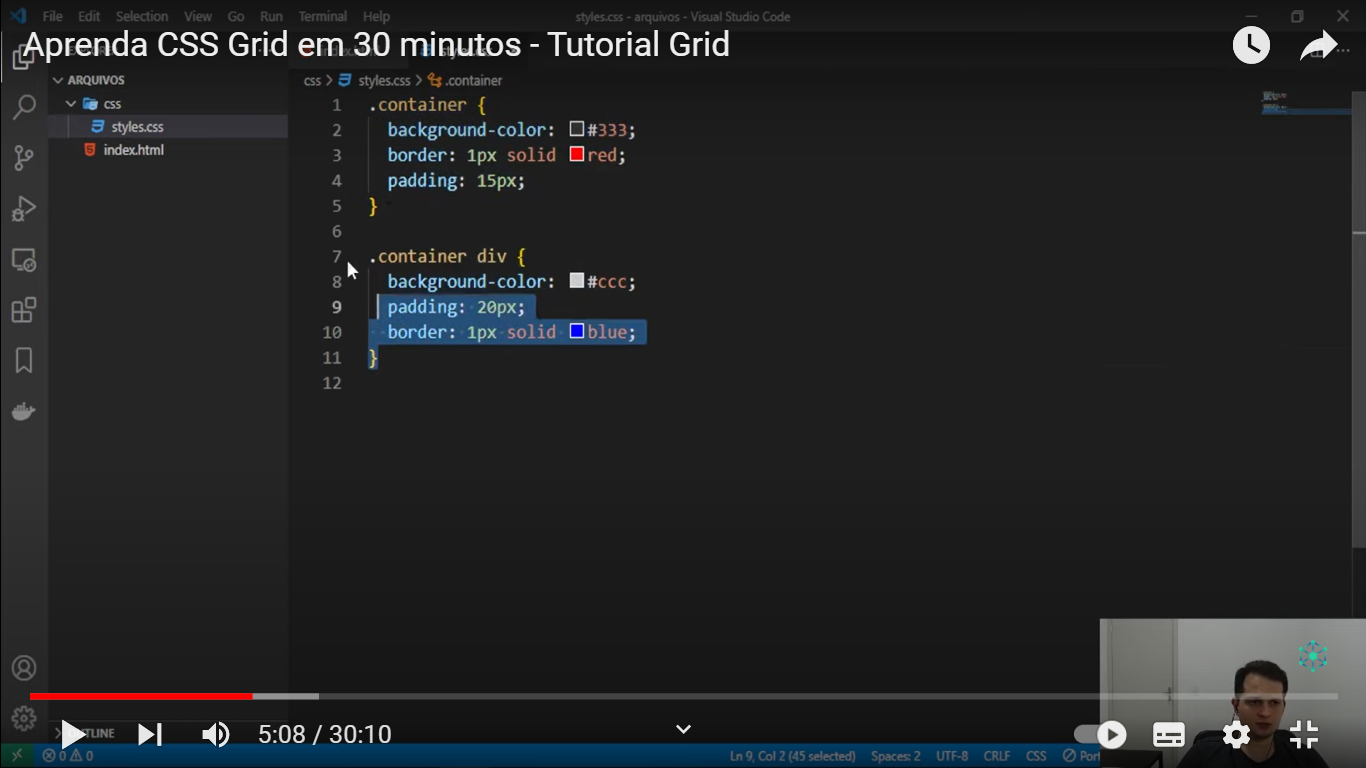 File Edit Selection View Go Run Terminal Help
styles.css - arquivos - Visual Studio Code
Aprenda CSS Grid em 30 minutos - Tutorial Grid
ARQUIVOS
css
styles.css
index.html
css > styles.css > .container
1 .container {
2 background-color: #333;
3 border: 1px solid red;
4 padding: 15px;
5 }
6
7 .container div {
8 background-color: #ccc;
9 padding: 20px;
10 border: 1px solid blue;
11 }
12
OUTLINE
5:08 / 30:10
0 0
Ln 9, Col 2 (45 selected) Spaces: 2 UTF-8 CRLF CSS